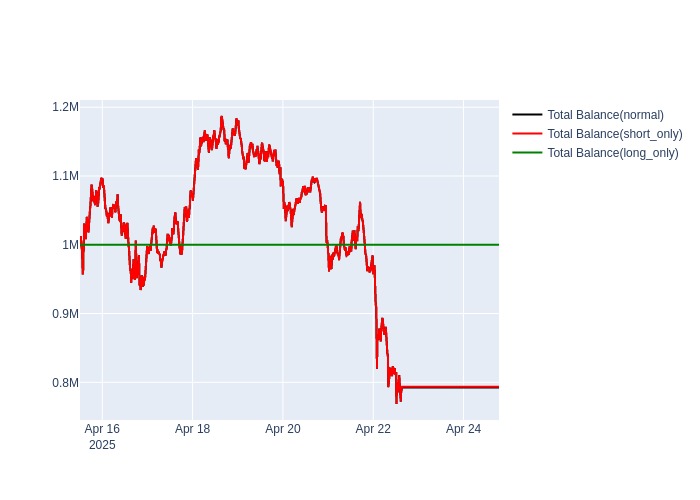 1.2M
1.1M
1M
0.9M
0.8M
Apr 16
2025
Apr 18
Apr 20
Apr 22
Apr 24
Total Balance(normal)
Total Balance(short_only)
Total Balance(long_only)